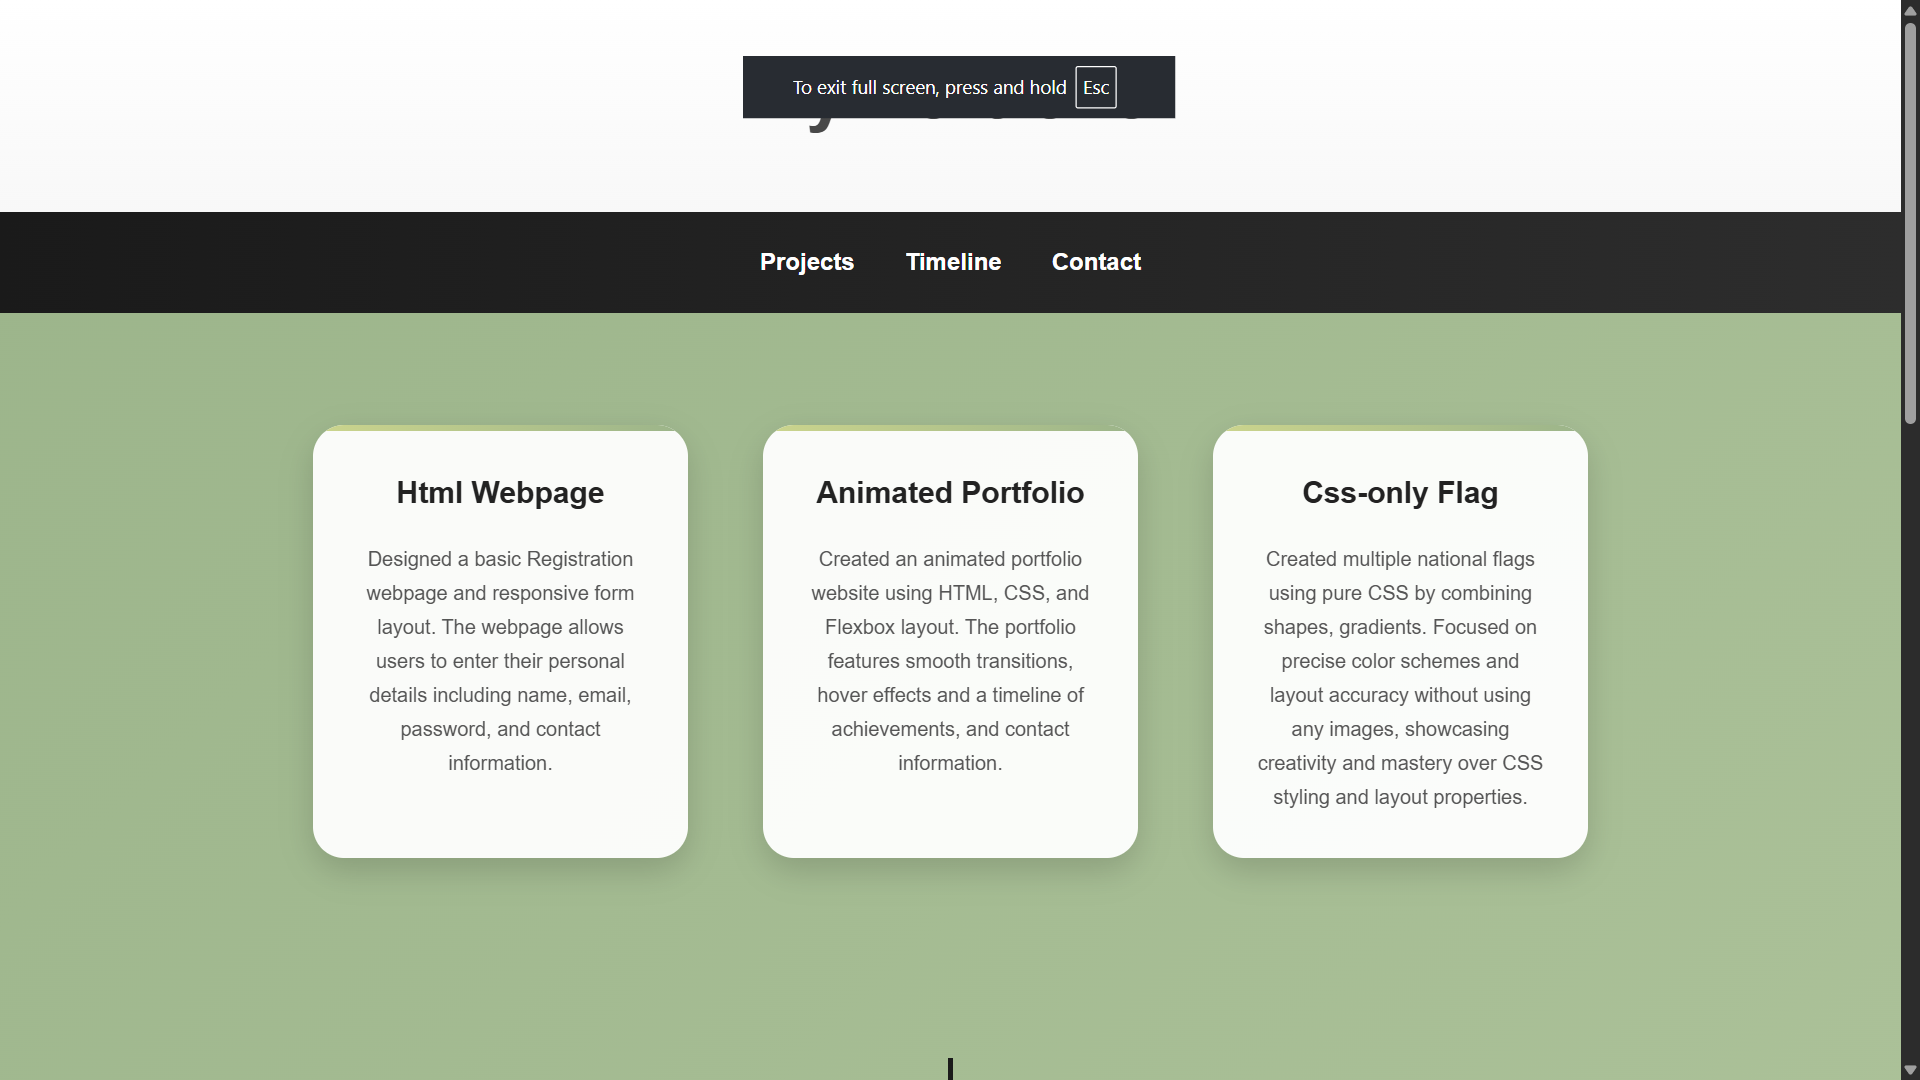 To exit full screen, press and hold Esc
Projects Timeline Contact
Html Webpage
Designed a basic Registration
webpage and responsive form
layout. The webpage allows
users to enter their personal
details including name, email,
password, and contact
information.
Animated Portfolio
Created an animated portfolio
website using HTML, CSS, and
Flexbox layout. The portfolio
features smooth transitions,
hover effects and a timeline of
achievements, and contact
information.
Css-only Flag
Created multiple national flags
using pure CSS by combining
shapes, gradients. Focused on
precise color schemes and
layout accuracy without using
any images, showcasing
creativity and mastery over CSS
styling and layout properties.